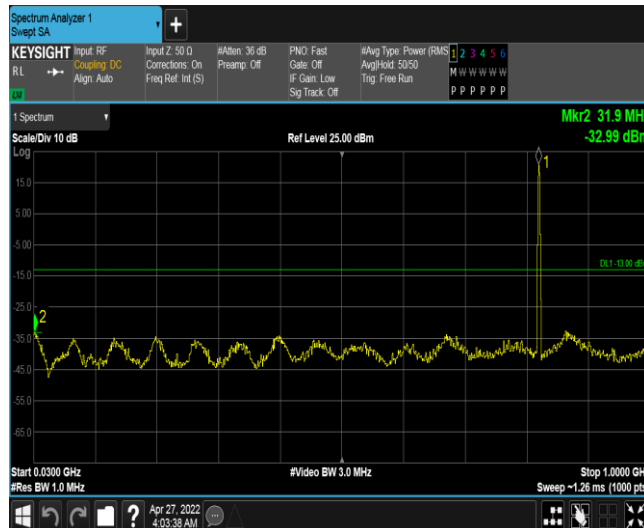 Spectrum Analyzer 1
Swept SA
+
KEYSIGHT
RL
Input: RF
Coupling: DC
Align: Auto
Input Z: 50 Ω
Corrections: On
Freq Ref: Int (S)
#Atten: 36 dB
Preamp: Off
PNO: Fast
Gate: Off
IF Gain: Low
Sig Track: Off
#Avg Type: Power (RMS
Avg|Hold: 50/50
Trig: Free Run
1 2 3 4 5 6
M W W W W W
P P P P P P
1 Spectrum
Mkr2 31.9 MH
Scale/Div 10 dB
Ref Level 25.00 dBm
-32.99 dBm
Log
1
15.0
5.00
-5.00
DL1 -13.00 dB
-15.0
-25.0
2
-35.0
-45.0
-55.0
-65.0
Start 0.0300 GHz
#Video BW 3.0 MHz
Stop 1.0000 GH
#Res BW 1.0 MHz
Sweep ~1.26 ms (1000 pts
?
Apr 27, 2022
4:03:38 AM